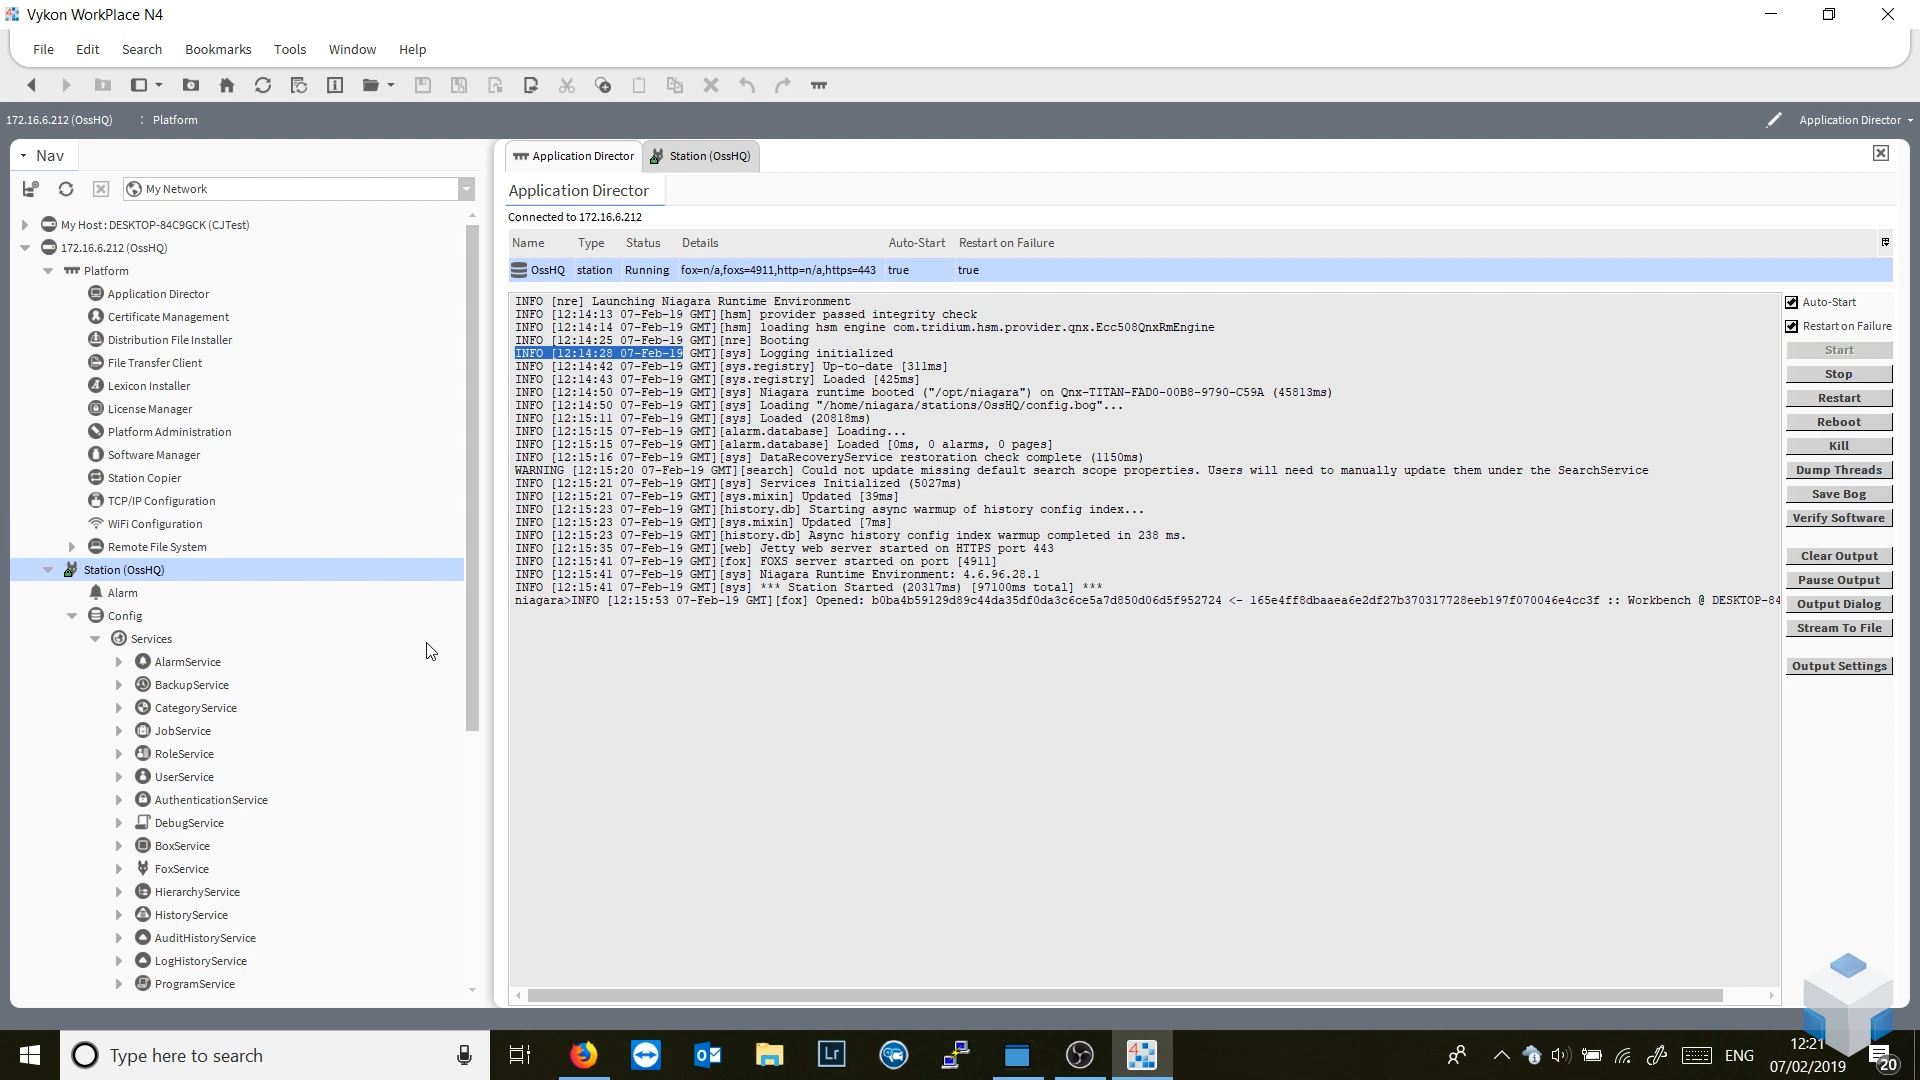 Vykon WorkPlace N4
File Edit Search Bookmarks Tools Window Help
172.16.6.212 (OssHQ) : Platform Application Director
Nav
My Network
My Host : DESKTOP-84C9GCK (CJTest)
172.16.6.212 (OssHQ)
Platform
Application Director
Certificate Management
Distribution File Installer
File Transfer Client
Lexicon Installer
License Manager
Platform Administration
Software Manager
Station Copier
TCP/IP Configuration
WiFi Configuration
Remote File System
Station (OssHQ)
Alarm
Config
Services
AlarmService
BackupService
CategoryService
JobService
RoleService
UserService
AuthenticationService
DebugService
BoxService
FoxService
HierarchyService
HistoryService
AuditHistoryService
LogHistoryService
ProgramService
Application Director Station (OssHQ)
Application Director
Connected to 172.16.6.212
Name Type Status Details Auto-Start Restart on Failure
OssHQ station Running fox=n/a,foxs=4911,http=n/a,https=443 true true
INFO [nre] Launching Niagara Runtime Environment
INFO [12:14:13 07-Feb-19 GMT][hsm] provider passed integrity check
INFO [12:14:14 07-Feb-19 GMT][hsm] loading hsm engine com.tridium.hsm.provider.qnx.Ecc508QnxRmEngine
INFO [12:14:25 07-Feb-19 GMT][nre] Booting
INFO [12:14:28 07-Feb-19 GMT][sys] Logging initialized
INFO [12:14:42 07-Feb-19 GMT][sys.registry] Up-to-date [311ms]
INFO [12:14:43 07-Feb-19 GMT][sys.registry] Loaded [425ms]
INFO [12:14:50 07-Feb-19 GMT][sys] Niagara runtime booted ("/opt/niagara") on Qnx-TITAN-FAD0-00B8-9790-C59A (45813ms)
INFO [12:14:50 07-Feb-19 GMT][sys] Loading "/home/niagara/stations/OssHQ/config.bog"...
INFO [12:15:11 07-Feb-19 GMT][sys] Loaded (20818ms)
INFO [12:15:15 07-Feb-19 GMT][alarm.database] Loading...
INFO [12:15:15 07-Feb-19 GMT][alarm.database] Loaded [0ms, 0 alarms, 0 pages]
INFO [12:15:16 07-Feb-19 GMT][sys] DataRecoveryService restoration check complete (1150ms)
WARNING [12:15:20 07-Feb-19 GMT][search] Could not update missing default search scope properties. Users will need to manually update them under the SearchService
INFO [12:15:21 07-Feb-19 GMT][sys] Services Initialized (5027ms)
INFO [12:15:21 07-Feb-19 GMT][sys.mixin] Updated [39ms]
INFO [12:15:23 07-Feb-19 GMT][history.db] Starting async warmup of history config index...
INFO [12:15:23 07-Feb-19 GMT][sys.mixin] Updated [7ms]
INFO [12:15:23 07-Feb-19 GMT][history.db] Async history config index warmup completed in 238 ms.
INFO [12:15:35 07-Feb-19 GMT][web] Jetty web server started on HTTPS port 443
INFO [12:15:41 07-Feb-19 GMT][fox] FOXS server started on port [4911]
INFO [12:15:41 07-Feb-19 GMT][sys] Niagara Runtime Environment: 4.6.96.28.1
INFO [12:15:41 07-Feb-19 GMT][sys] *** Station Started (20317ms) [97100ms total] ***
niagara>INFO [12:15:53 07-Feb-19 GMT][fox] Opened: b0ba4b59129d89c44da35df0da3c6ce5a7d850d06d5f952724 <- 165e4ff8dbaaea6e2df27b370317728eeb197f070046e4cc3f :: Workbench @ DESKTOP-84
Auto-Start
Restart on Failure
Start
Stop
Restart
Reboot
Kill
Dump Threads
Save Bog
Verify Software
Clear Output
Pause Output
Output Dialog
Stream To File
Output Settings
Type here to search
Lr
ENG
12:21
07/02/2019
20